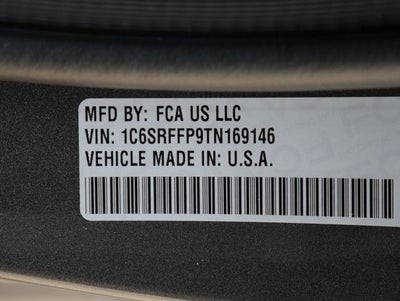 MFD BY: FCA US LLC
VIN: 1C6SRFFP9TN169146
VEHICLE MADE IN: U.S.A.